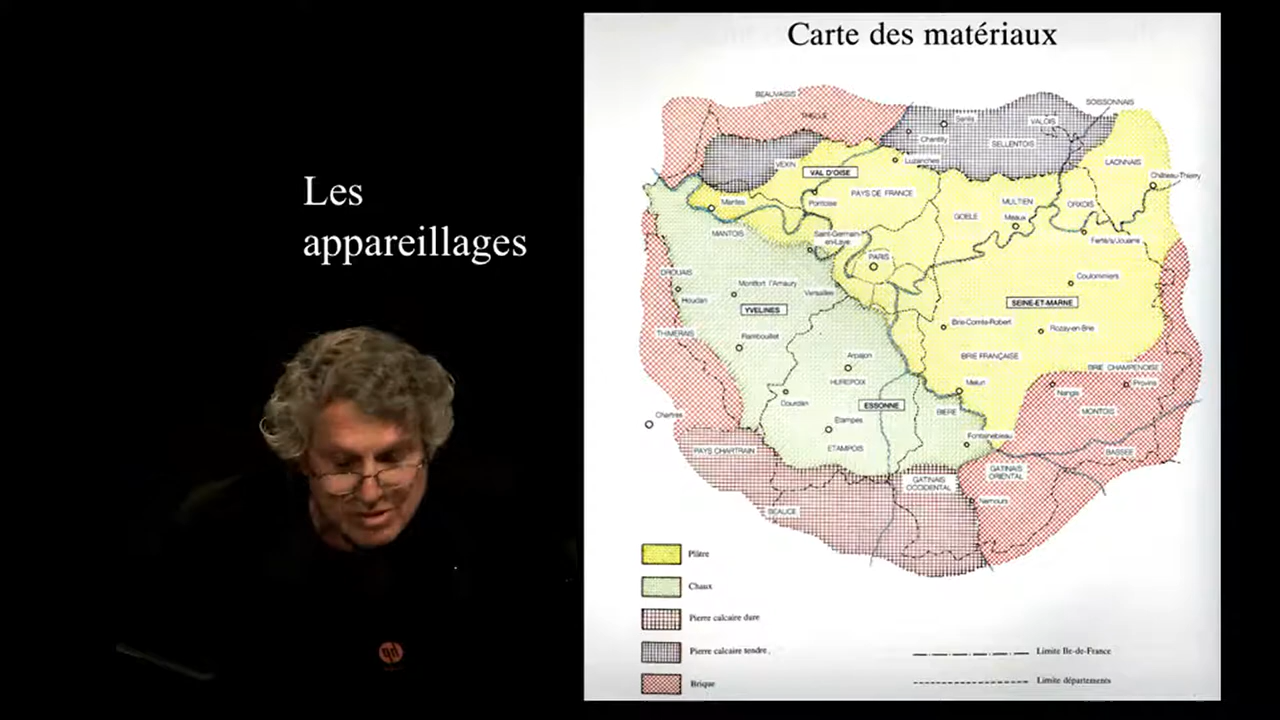 Les
appareillages
Carte des matériaux
BEAUVAISIS
THELLE
SOISSONNAIS
Senlis
VALOIS
Chantilly
SELLENTOIS
VEXIN
Luzarches
LAONNAIS
VAL D'OISE
Château-Thierry
PAYS DE FRANCE
Mantes
Pontoise
MULTIEN
ORXOIS
GOELE
Meaux
MANTOIS
Saint-Germain-
en-Laye
Ferté/s/Jouarre
PARIS
DROUAIS
Coulommiers
Montfort l'Amaury
Versailles
Houdan
YVELINES
SEINE-ET-MARNE
Brie-Comte-Robert
Rozay-en-Brie
THIMERAIS
Rambouillet
Arpajon
BRIE FRANÇAISE
BRIE CHAMPENOISE
HUREPOIX
Melun
Provins
Nangis
Dourdan
ESSONNE
BIERE
MONTOIS
Chartres
Etampes
Fontainebleau
PAYS CHARTRAIN
ETAMPOIS
BASSEE
GATINAIS
ORIENTAL
GATINAIS
OCCIDENTAL
Nemours
BEAUCE
Plâtre
Chaux
Pierre calcaire dure
Pierre calcaire tendre
Brique
Limite Ile-de-France
Limite départements
hp